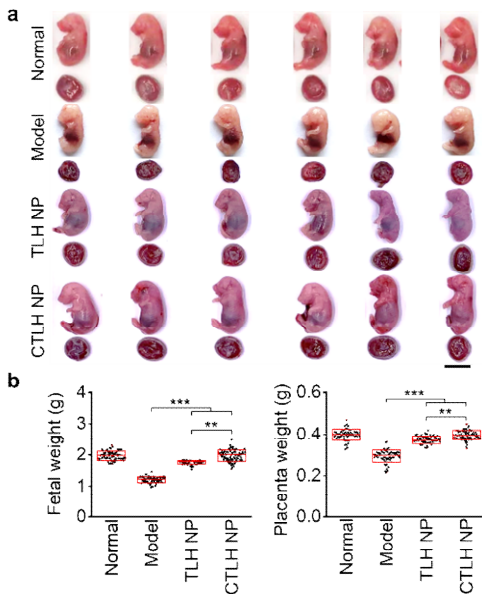 a
Normal
Model
TLH NP
CTLH NP
b
Fetal weight (g)
4
3
2
1
0
***
**
Normal
Model
TLH NP
CTLH NP
Placenta weight (g)
0.6
0.4
0.2
0.0
***
**
Normal
Model
TLH NP
CTLH NP